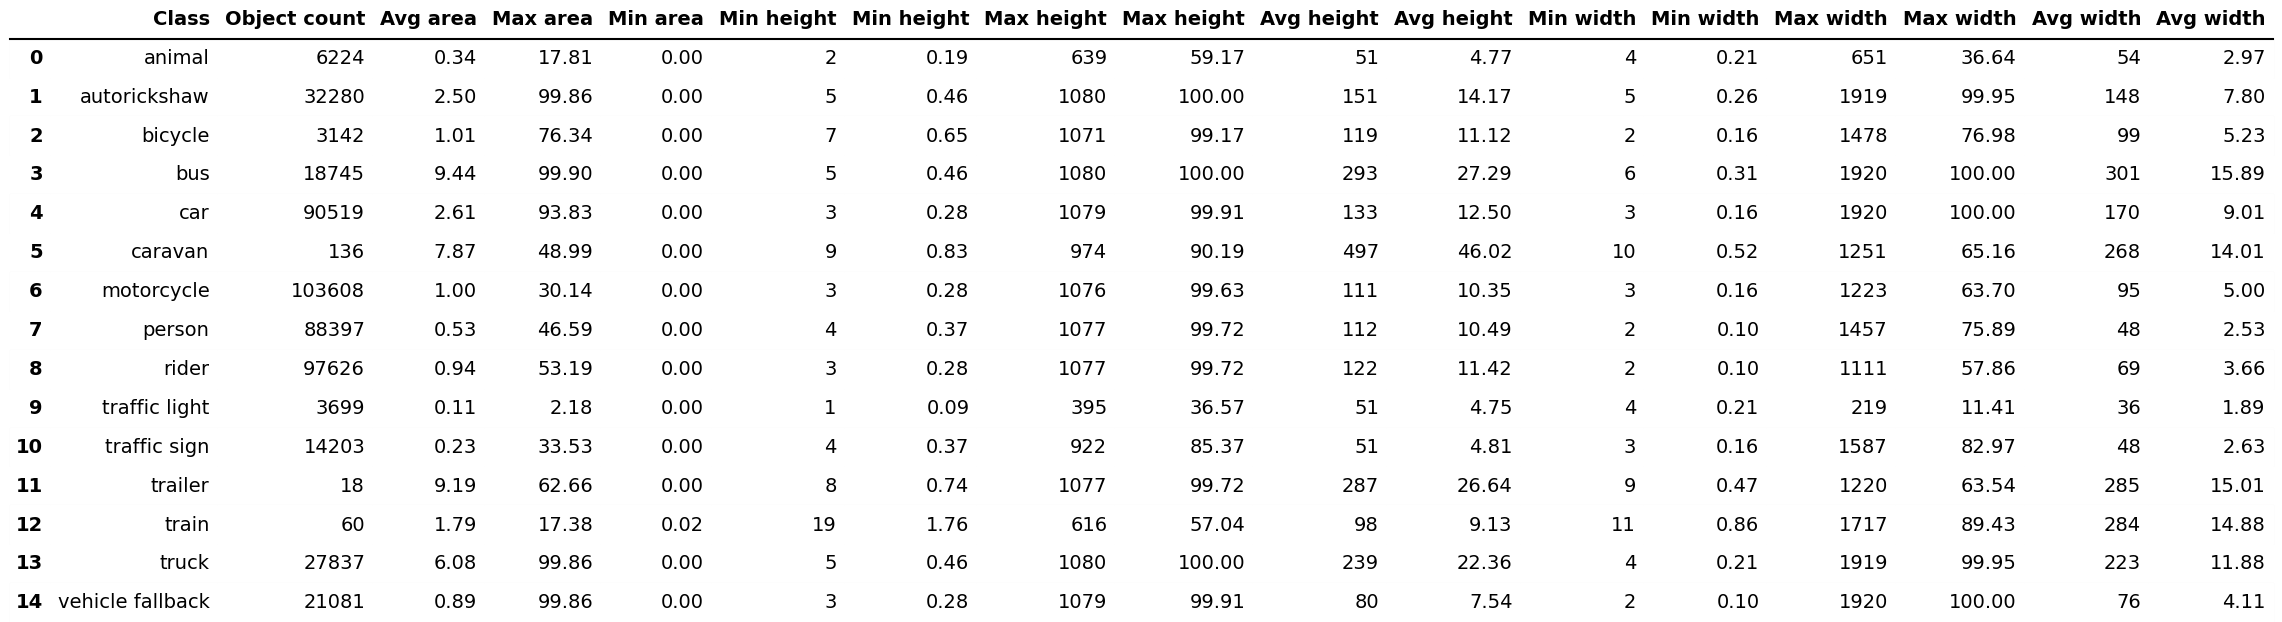 Class Object count Avg area Max area Min area Min height Min height Max height Max height Avg height Avg height Min width Min width Max width Max width Avg width Avg width
0 animal 6224 0.34 17.81 0.00 2 0.19 639 59.17 51 4.77 4 0.21 651 36.64 54 2.97
1 autorickshaw 32280 2.50 99.86 0.00 5 0.46 1080 100.00 151 14.17 5 0.26 1919 99.95 148 7.80
2 bicycle 3142 1.01 76.34 0.00 7 0.65 1071 99.17 119 11.12 2 0.16 1478 76.98 99 5.23
3 bus 18745 9.44 99.90 0.00 5 0.46 1080 100.00 293 27.29 6 0.31 1920 100.00 301 15.89
4 car 90519 2.61 93.83 0.00 3 0.28 1079 99.91 133 12.50 3 0.16 1920 100.00 170 9.01
5 caravan 136 7.87 48.99 0.00 9 0.83 974 90.19 497 46.02 10 0.52 1251 65.16 268 14.01
6 motorcycle 103608 1.00 30.14 0.00 3 0.28 1076 99.63 111 10.35 3 0.16 1223 63.70 95 5.00
7 person 88397 0.53 46.59 0.00 4 0.37 1077 99.72 112 10.49 2 0.10 1457 75.89 48 2.53
8 rider 97626 0.94 53.19 0.00 3 0.28 1077 99.72 122 11.42 2 0.10 1111 57.86 69 3.66
9 traffic light 3699 0.11 2.18 0.00 1 0.09 395 36.57 51 4.75 4 0.21 219 11.41 36 1.89
10 traffic sign 14203 0.23 33.53 0.00 4 0.37 922 85.37 51 4.81 3 0.16 1587 82.97 48 2.63
11 trailer 18 9.19 62.66 0.00 8 0.74 1077 99.72 287 26.64 9 0.47 1220 63.54 285 15.01
12 train 60 1.79 17.38 0.02 19 1.76 616 57.04 98 9.13 11 0.86 1717 89.43 284 14.88
13 truck 27837 6.08 99.86 0.00 5 0.46 1080 100.00 239 22.36 4 0.21 1919 99.95 223 11.88
14 vehicle fallback 21081 0.89 99.86 0.00 3 0.28 1079 99.91 80 7.54 2 0.10 1920 100.00 76 4.11